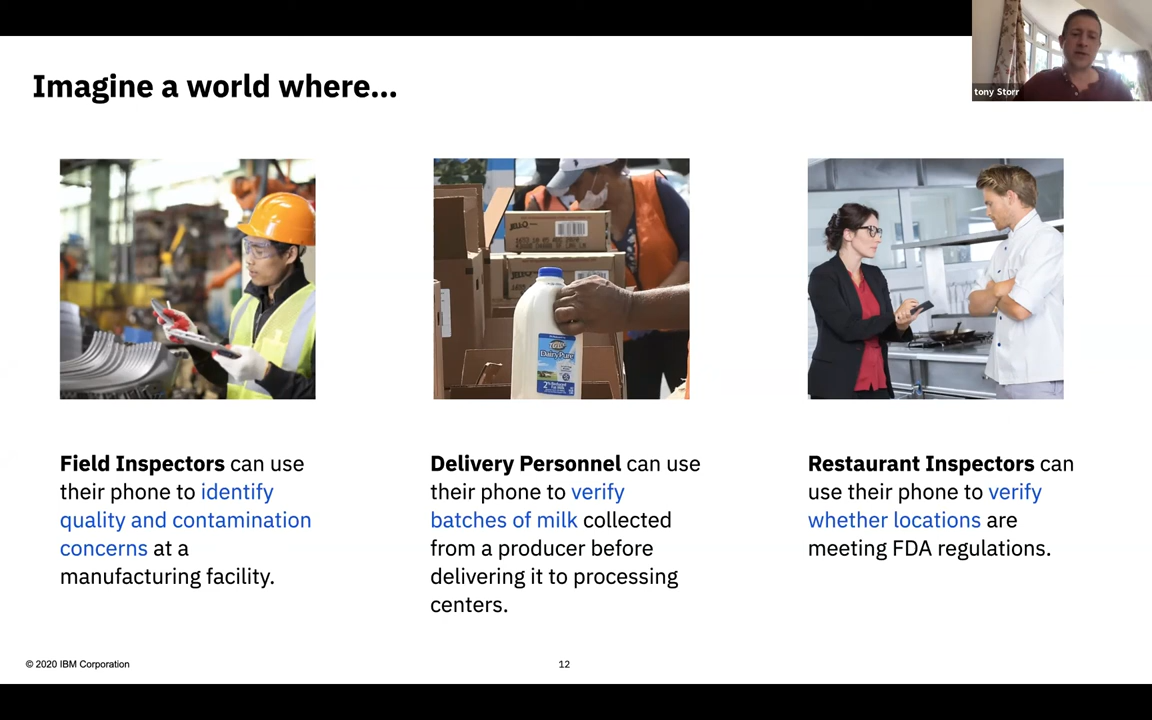 Imagine a world where...
tony Storr
Dairy Pure
2%
Field Inspectors can use
their phone to identify
quality and contamination
concerns at a
manufacturing facility.
Delivery Personnel can use
their phone to verify
batches of milk collected
from a producer before
delivering it to processing
centers.
Restaurant Inspectors can
use their phone to verify
whether locations are
meeting FDA regulations.
© 2020 IBM Corporation
12